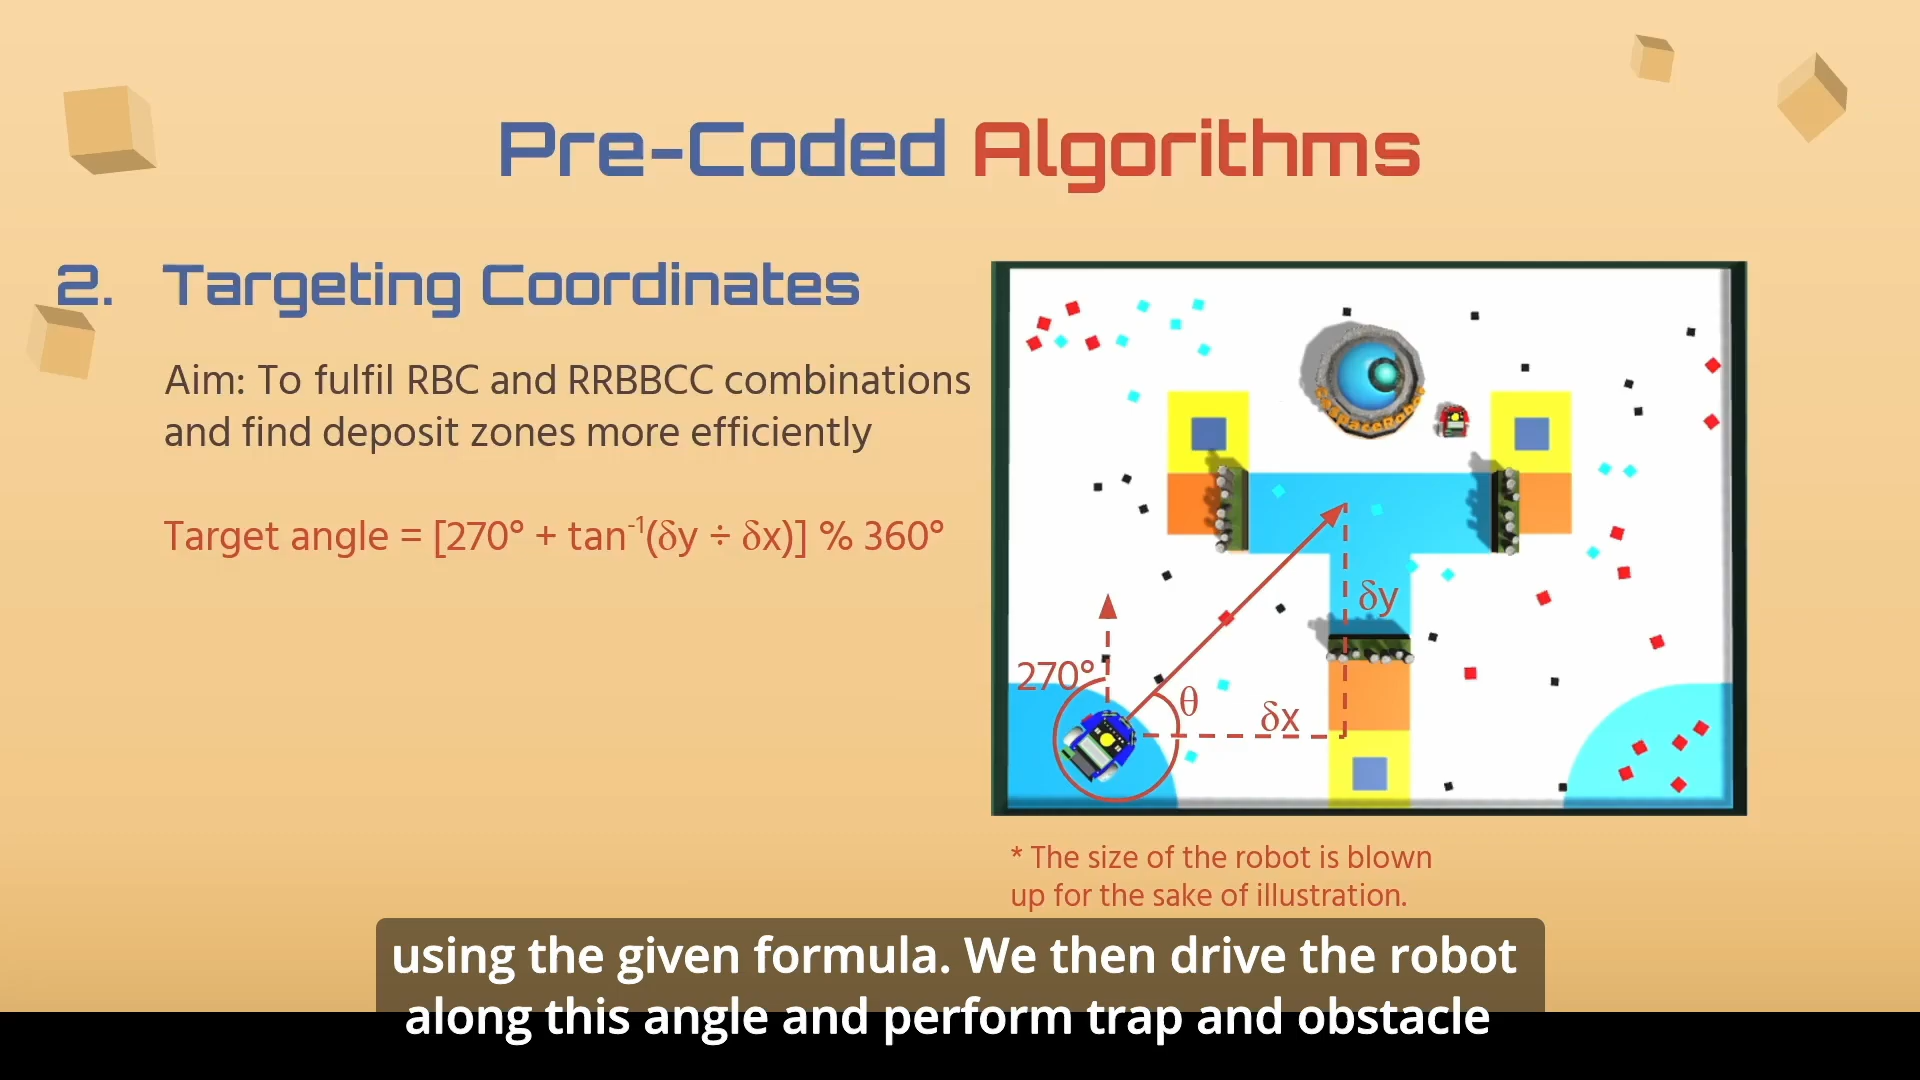 Pre-Coded Algorithms
2. Targeting Coordinates
Aim: To fulfil RBC and RRBBCC combinations
and find deposit zones more efficiently
Target angle = [270° + tan⁻¹(δy ÷ δx)] % 360°
δy
270°
θ
δx
* The size of the robot is blown
up for the sake of illustration.
using the given formula. We then drive the robot
along this angle and perform trap and obstacle